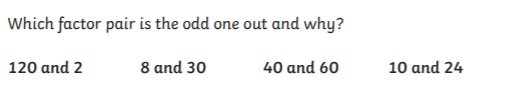 Which factor pair is the odd one out and why?
120 and 2 8 and 30 40 and 60 10 and 24